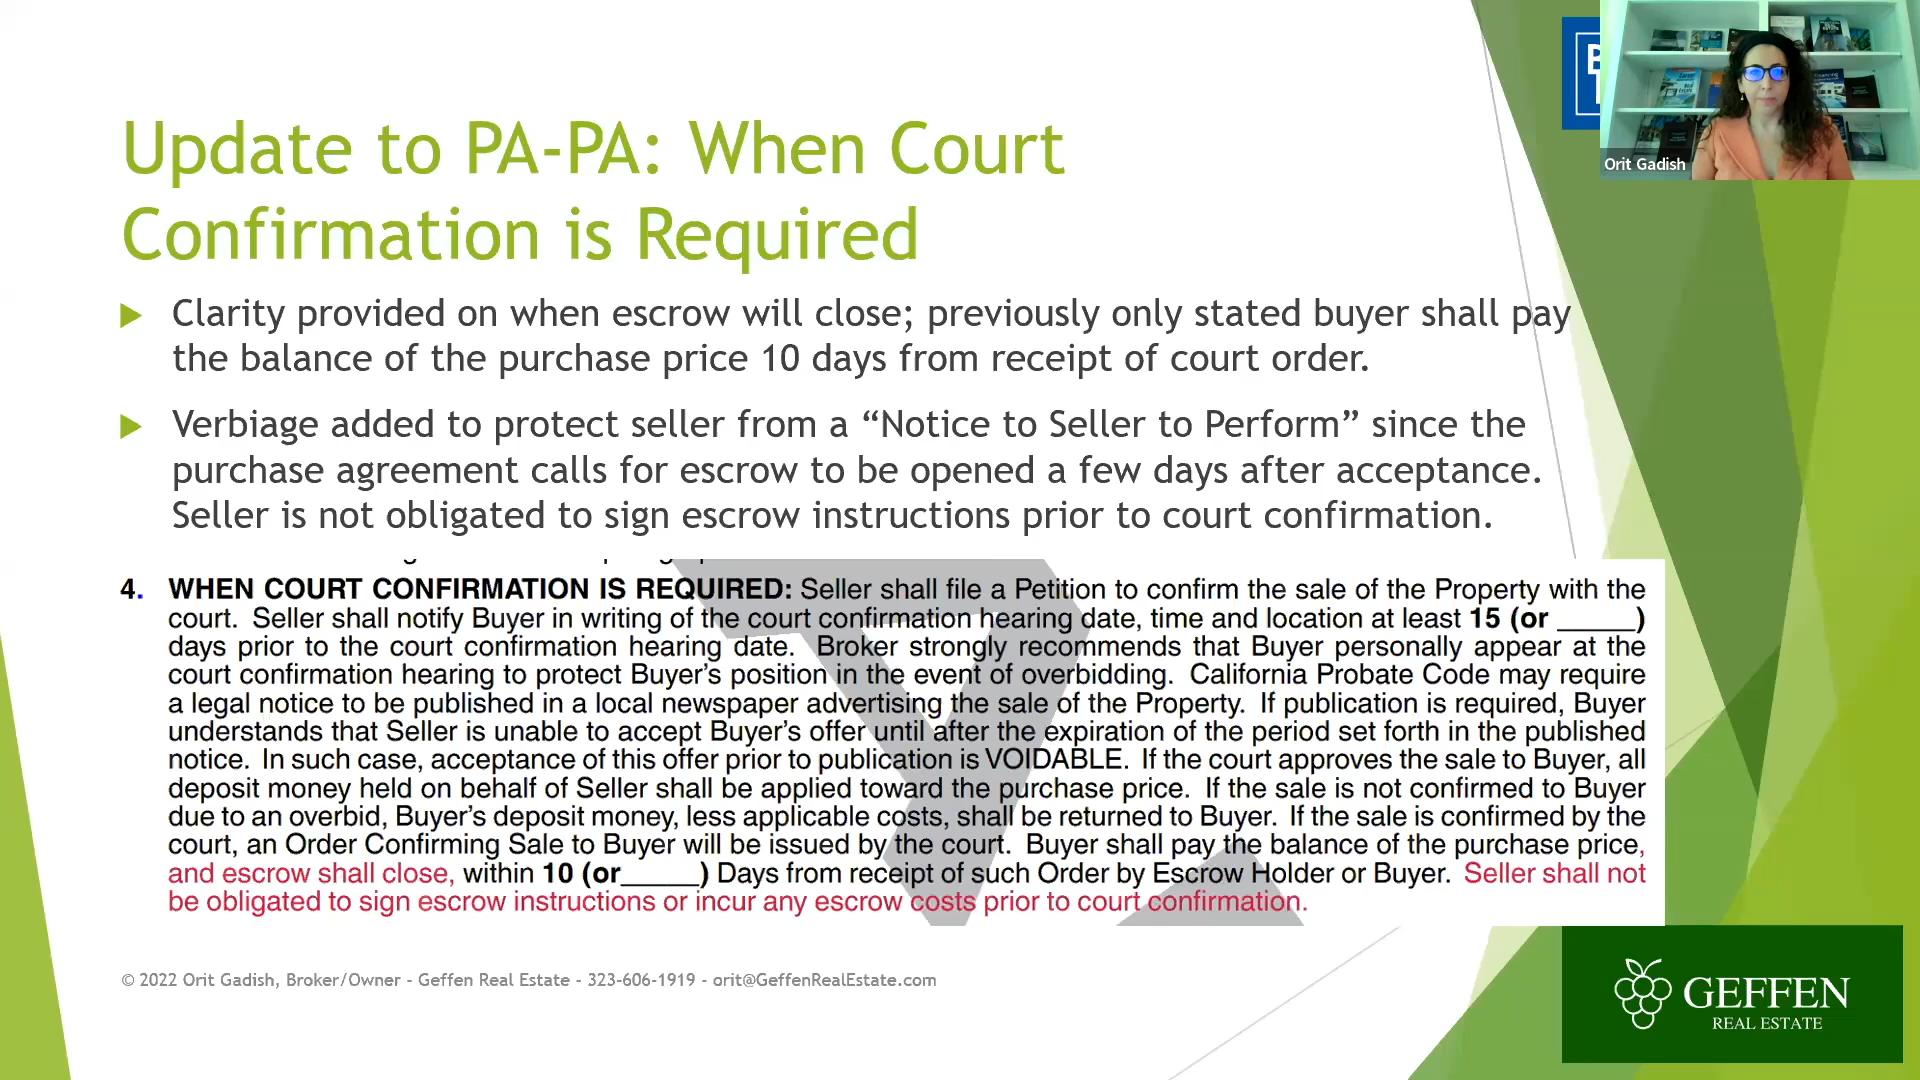 Update to PA-PA: When Court
Confirmation is Required
Clarity provided on when escrow will close; previously only stated buyer shall pay
the balance of the purchase price 10 days from receipt of court order.
Verbiage added to protect seller from a “Notice to Seller to Perform” since the
purchase agreement calls for escrow to be opened a few days after acceptance.
Seller is not obligated to sign escrow instructions prior to court confirmation.
4. WHEN COURT CONFIRMATION IS REQUIRED: Seller shall file a Petition to confirm the sale of the Property with the
court. Seller shall notify Buyer in writing of the court confirmation hearing date, time and location at least 15 (or _____)
days prior to the court confirmation hearing date. Broker strongly recommends that Buyer personally appear at the
court confirmation hearing to protect Buyer’s position in the event of overbidding. California Probate Code may require
a legal notice to be published in a local newspaper advertising the sale of the Property. If publication is required, Buyer
understands that Seller is unable to accept Buyer’s offer until after the expiration of the period set forth in the published
notice. In such case, acceptance of this offer prior to publication is VOIDABLE. If the court approves the sale to Buyer, all
deposit money held on behalf of Seller shall be applied toward the purchase price. If the sale is not confirmed to Buyer
due to an overbid, Buyer’s deposit money, less applicable costs, shall be returned to Buyer. If the sale is confirmed by the
court, an Order Confirming Sale to Buyer will be issued by the court. Buyer shall pay the balance of the purchase price,
and escrow shall close, within 10 (or_____) Days from receipt of such Order by Escrow Holder or Buyer. Seller shall not
be obligated to sign escrow instructions or incur any escrow costs prior to court confirmation.
© 2022 Orit Gadish, Broker/Owner - Geffen Real Estate - 323-606-1919 - orit@GeffenRealEstate.com
Orit Gadish
GEFFEN
REAL ESTATE